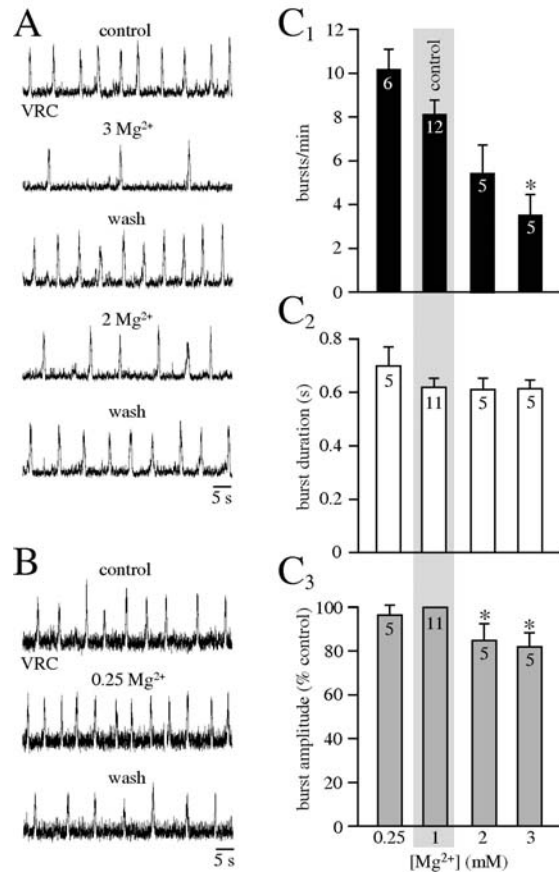 A
control
VRC
3 Mg²⁺
wash
2 Mg²⁺
wash
5 s
B
control
VRC
0.25 Mg²⁺
wash
5 s
C₁
bursts/min
12
10
8
6
4
2
0
control
6
12
5
*
5
C₂
burst duration (s)
0.8
0.6
0.4
0.2
0
5
11
5
5
C₃
burst amplitude (% control)
100
80
60
40
20
0
5
11
*
5
*
5
0.25 1 2 3
[Mg²⁺] (mM)